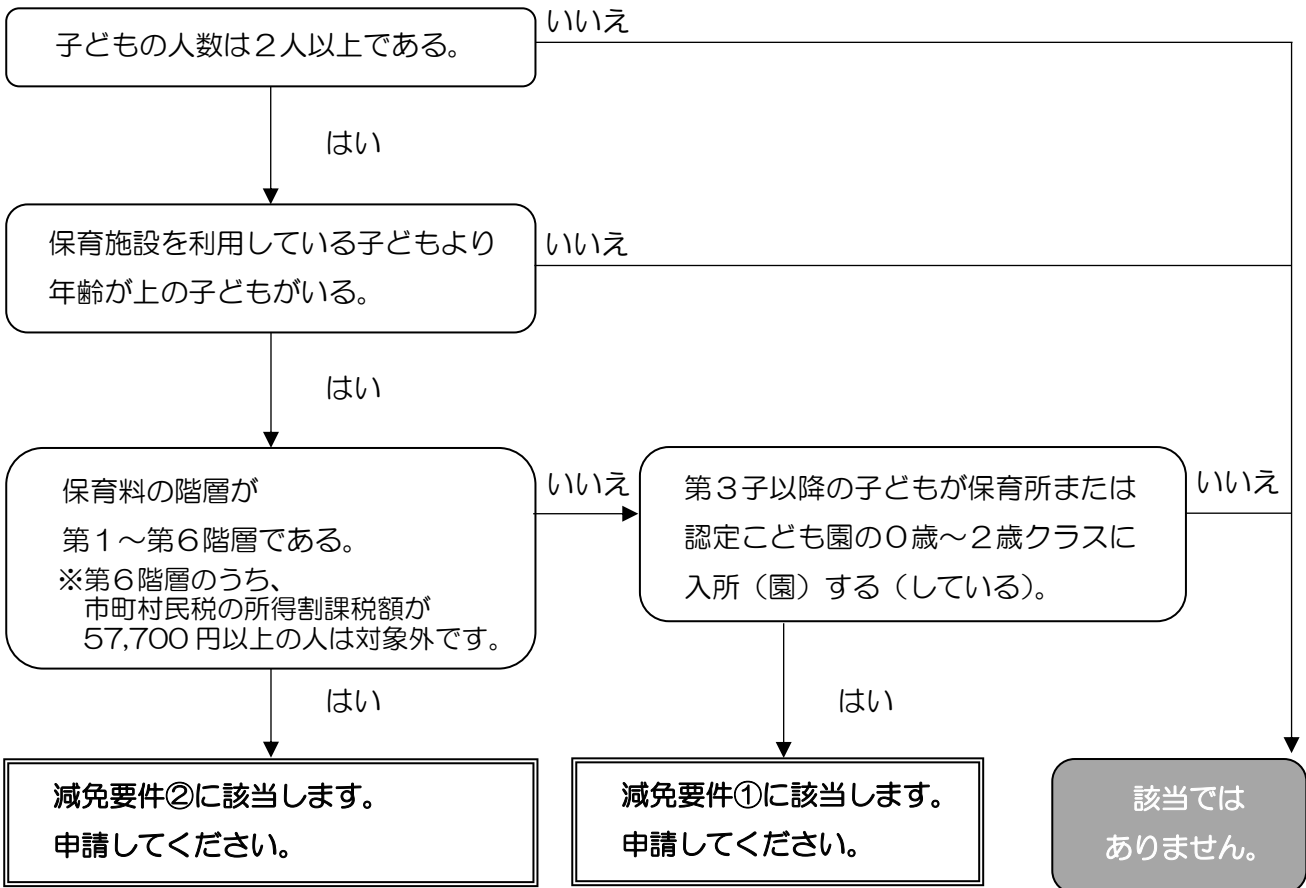 子どもの人数は２人以上である。
いいえ
はい
保育施設を利用している子どもより
年齢が上の子どもがいる。
いいえ
はい
保育料の階層が
第１～第６階層である。
※第６階層のうち、
市町村民税の所得割課税額が
57,700円以上の人は対象外です。
いいえ
第３子以降の子どもが保育所または
認定こども園の０歳～２歳クラスに
入所（園）する（している）。
いいえ
はい
はい
減免要件②に該当します。
申請してください。
減免要件①に該当します。
申請してください。
該当では
ありません。